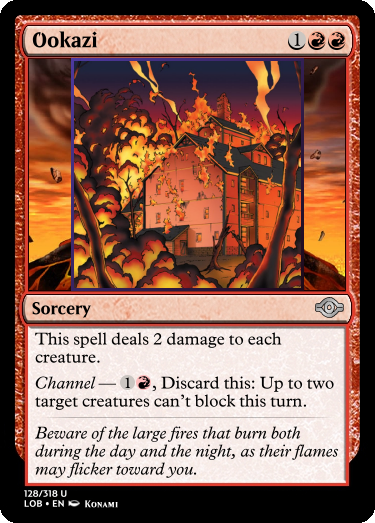 Ookazi 1
Sorcery
This spell deals 2 damage to each
creature.
Channel — 1, Discard this: Up to two
target creatures can't block this turn.
Beware of the large fires that burn both
during the day and the night, as their flames
may flicker toward you.
128/318 U
LOB • EN Konami